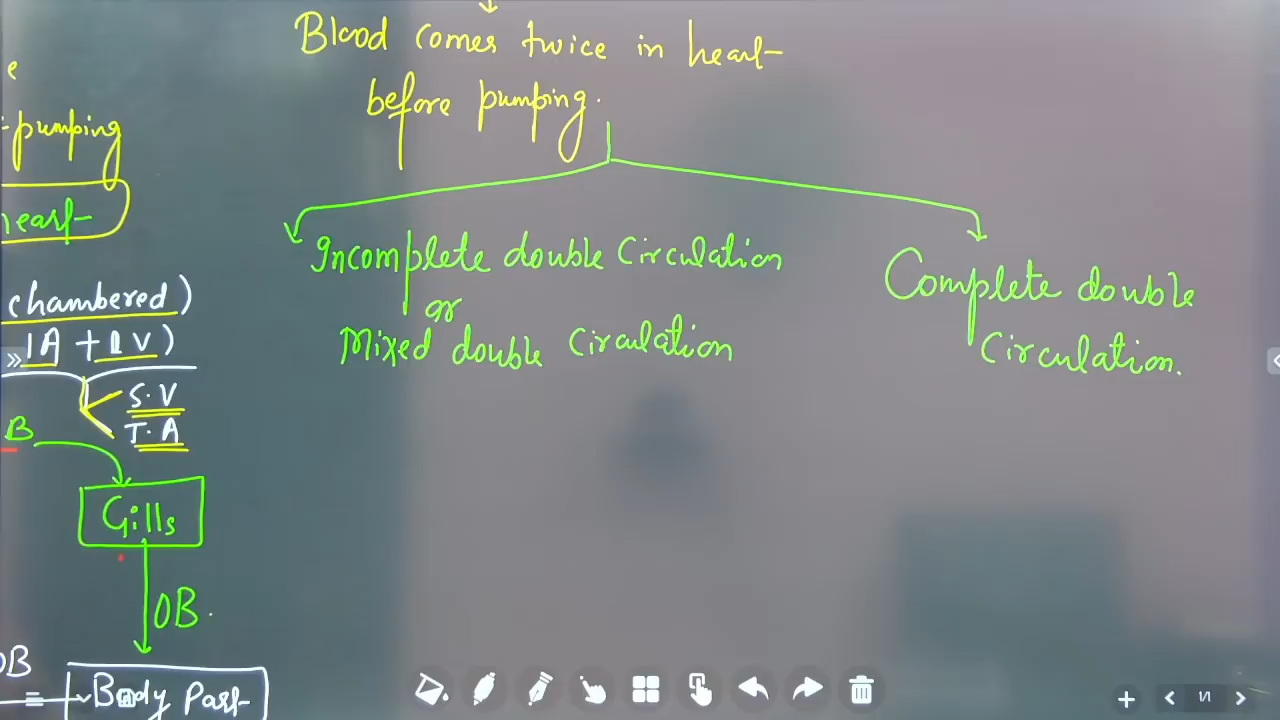 Blood comes twice in heart
before pumping.
Incomplete double Circulation
or
Mixed double Circulation
Complete double
Circulation.
e
pumping
heart
chambered)
1A + 1V)
S.V
T.A
B
Gills
OB.
OB
Body Part